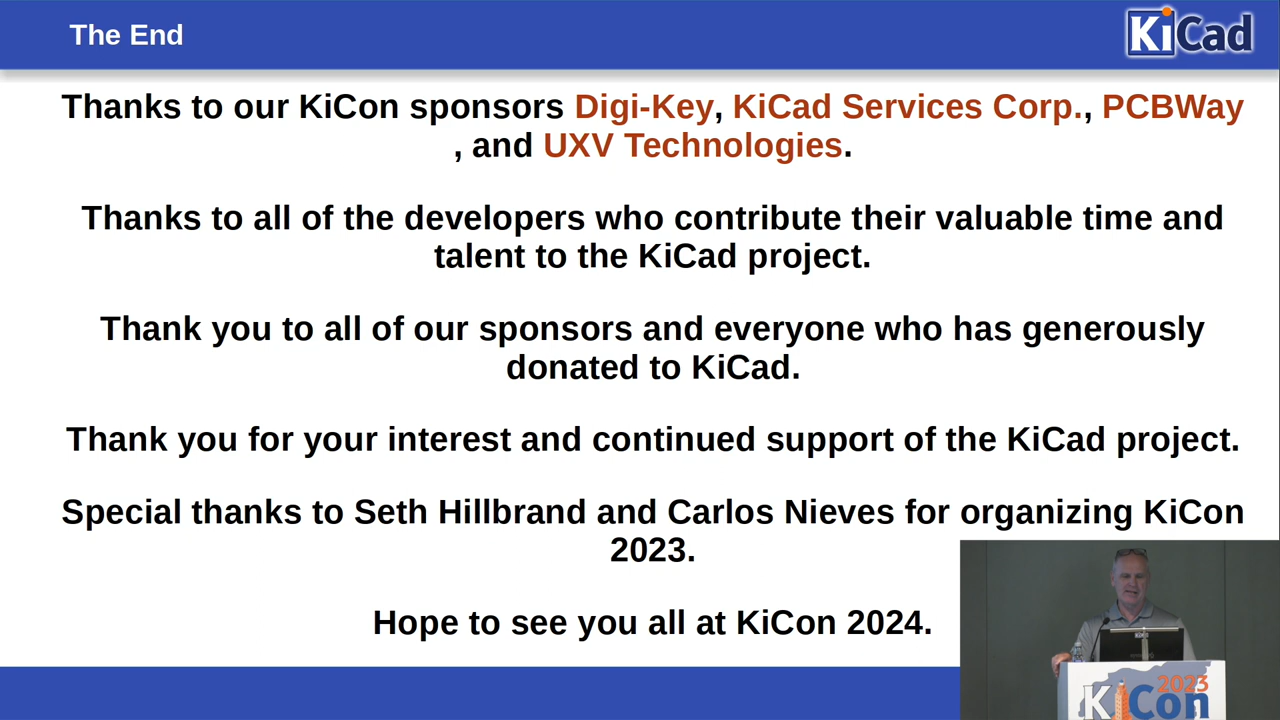 The End
KiCad
Thanks to our KiCon sponsors Digi-Key, KiCad Services Corp., PCBWay
, and UXV Technologies.
Thanks to all of the developers who contribute their valuable time and
talent to the KiCad project.
Thank you to all of our sponsors and everyone who has generously
donated to KiCad.
Thank you for your interest and continued support of the KiCad project.
Special thanks to Seth Hillbrand and Carlos Nieves for organizing KiCon
2023.
Hope to see you all at KiCon 2024.
2023
KiCon